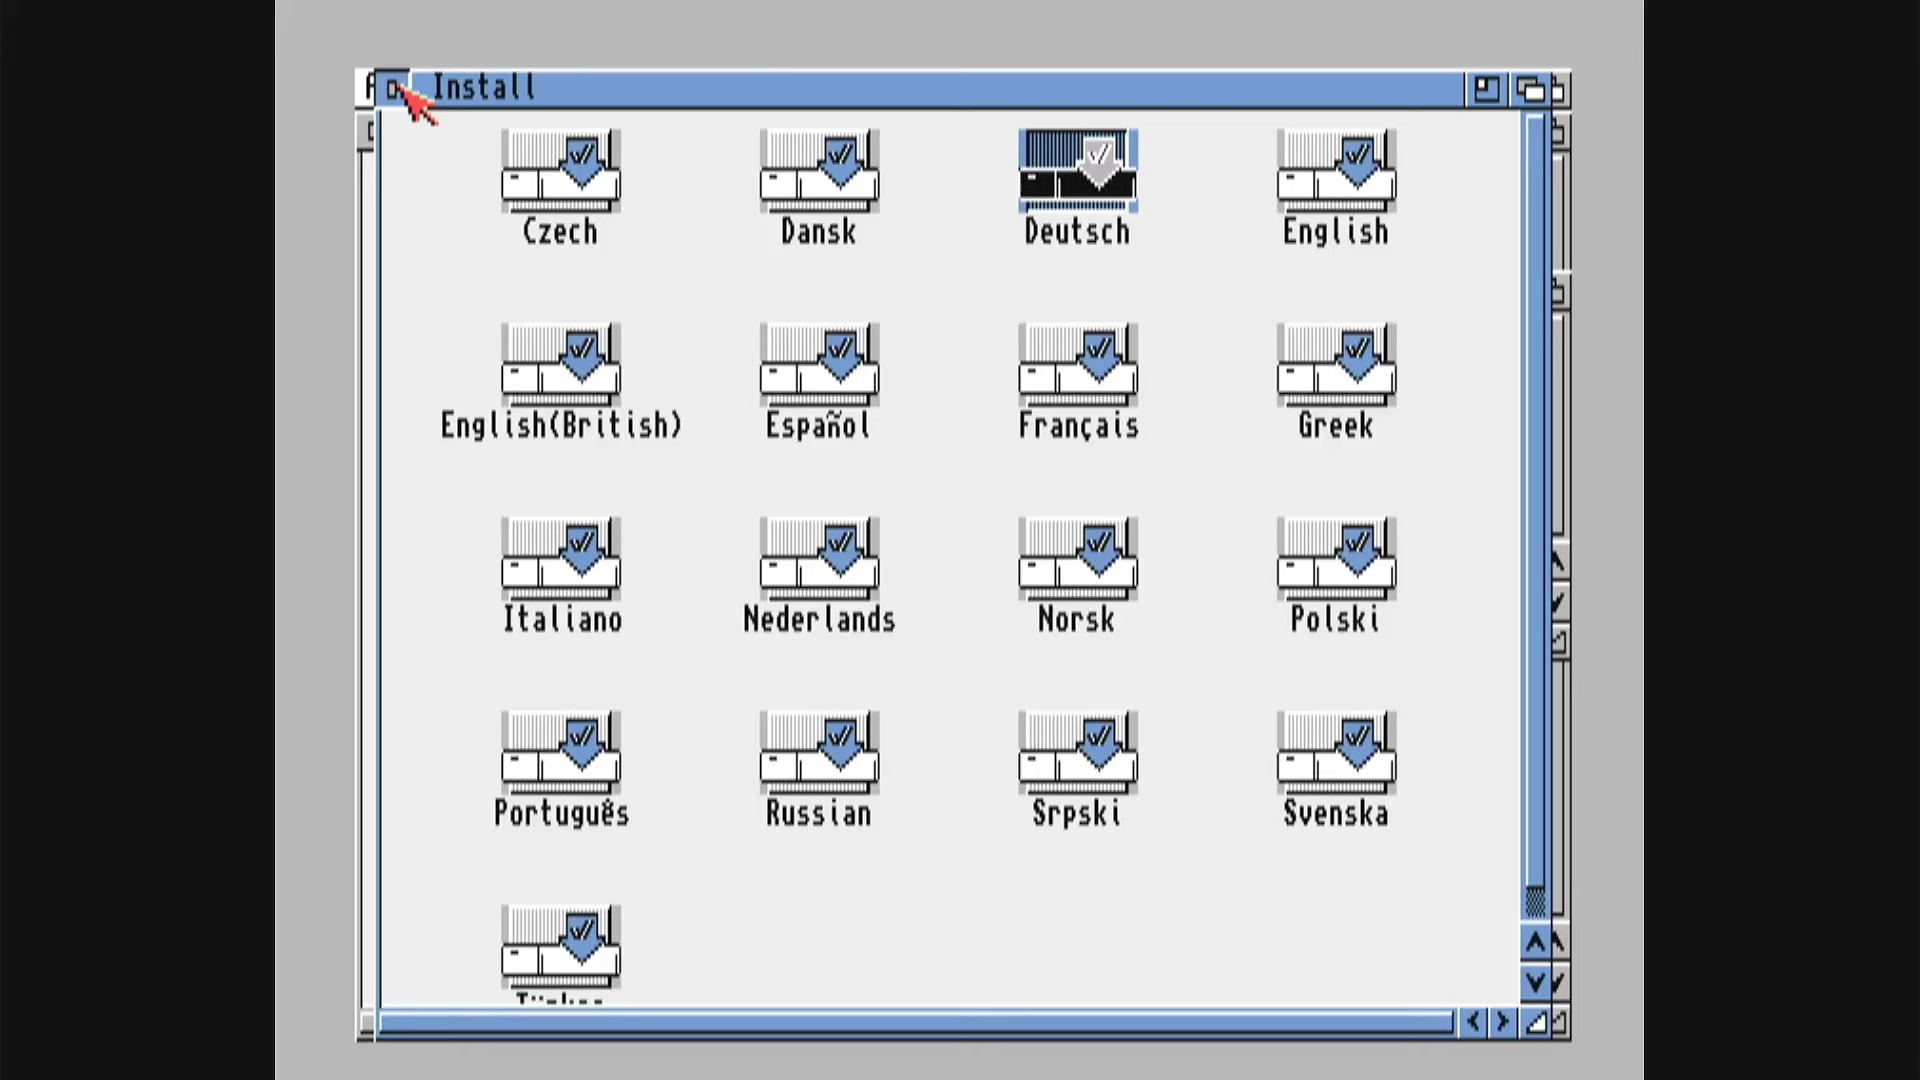 Install
Czech
Dansk
Deutsch
English
English(British)
Español
Français
Greek
Italiano
Nederlands
Norsk
Polski
Português
Russian
Srpski
Svenska